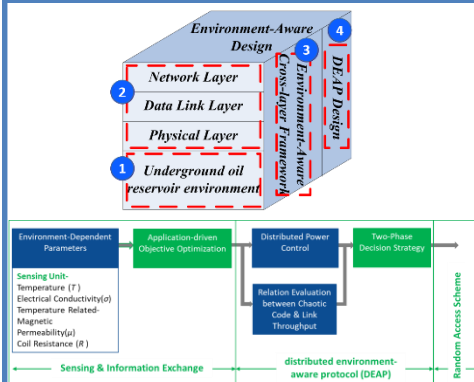 Environment-Aware
Design
4
3
2
1
Network Layer
Data Link Layer
Physical Layer
Underground oil
reservoir environment
Environment-Aware
Cross-layer Framework
DEAP Design
Environment-Dependent
Parameters
Application-driven
Objective Optimization
Distributed Power
Control
Two-Phase
Decision Strategy
Sensing Unit-
Temperature (T )
Electrical Conductivity(σ)
Temperature Related-
Magnetic
Permeability(μ)
Coil Resistance (R )
Relation Evaluation
between Chaotic
Code & Link
Throughput
Random Access Scheme
Sensing & Information Exchange
distributed environment-
aware protocol (DEAP)